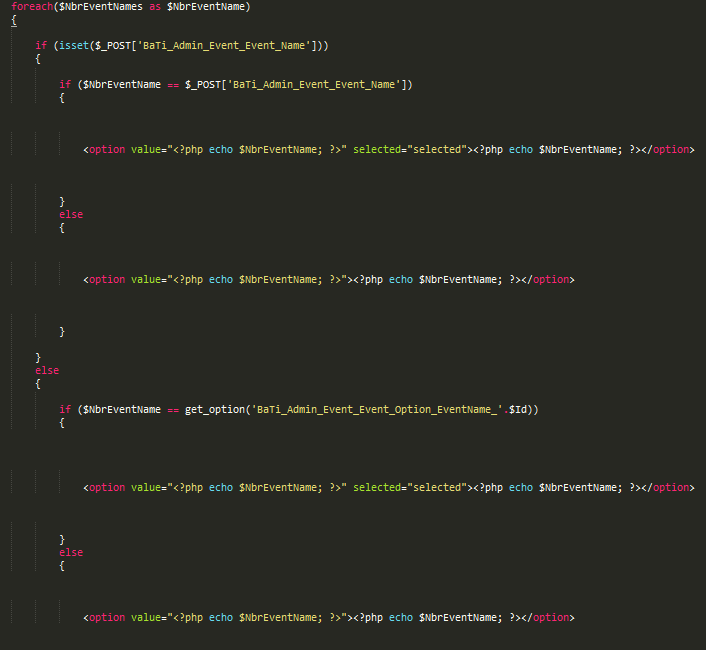 foreach($NbrEventNames as $NbrEventName)
{
if (isset($_POST['BaTi_Admin_Event_Event_Name']))
{
if ($NbrEventName == $_POST['BaTi_Admin_Event_Event_Name'])
{
<option value="<?php echo $NbrEventName; ?>" selected="selected"><?php echo $NbrEventName; ?></option>
}
else
{
<option value="<?php echo $NbrEventName; ?>"><?php echo $NbrEventName; ?></option>
}
}
else
{
if ($NbrEventName == get_option('BaTi_Admin_Event_Event_Option_EventName_'.$Id))
{
<option value="<?php echo $NbrEventName; ?>" selected="selected"><?php echo $NbrEventName; ?></option>
}
else
{
<option value="<?php echo $NbrEventName; ?>"><?php echo $NbrEventName; ?></option>